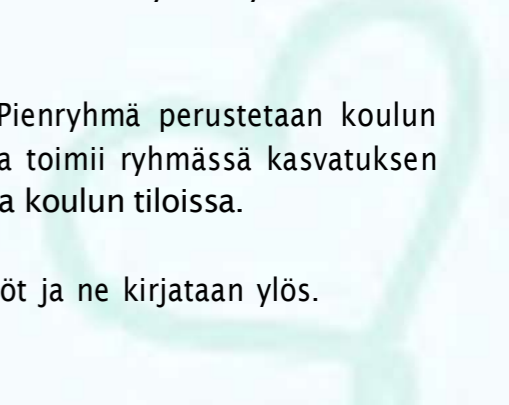 Pienryhmä perustetaan koulun
a toimii ryhmässä kasvatuksen
a koulun tiloissa.
öt ja ne kirjataan ylös.